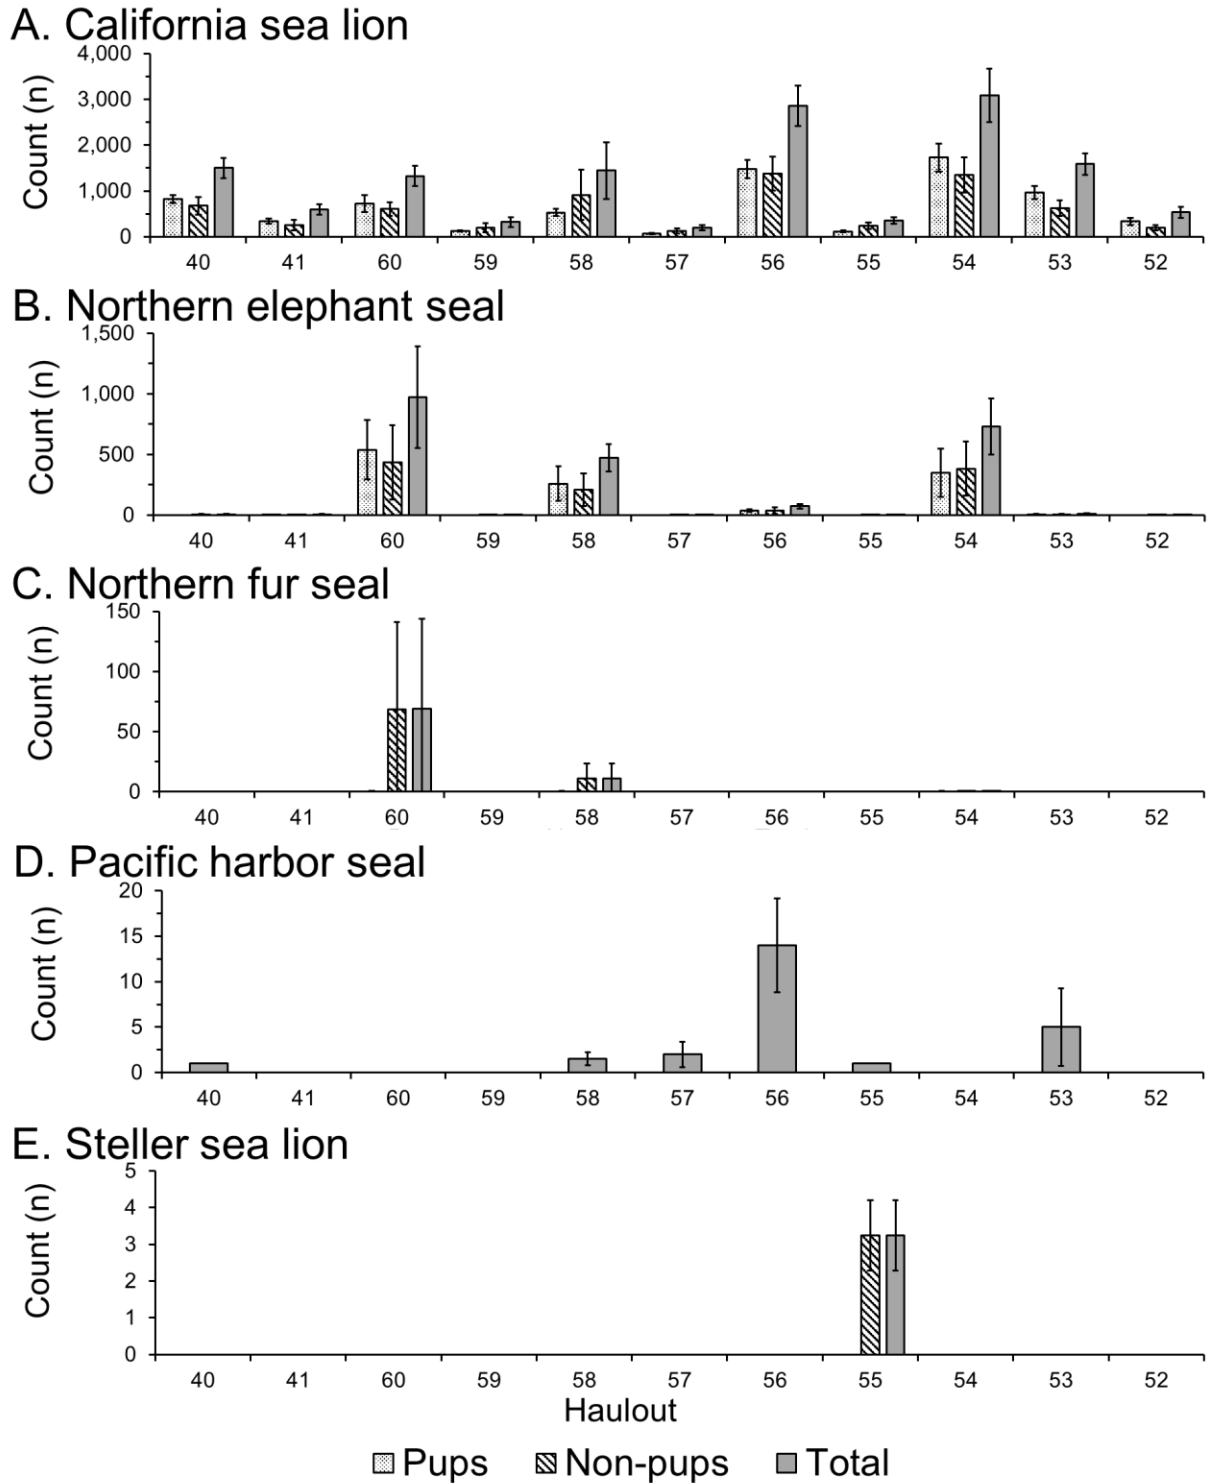 A. California sea lion
Count (n)
4,000
3,000
2,000
1,000
0
40 41 60 59 58 57 56 55 54 53 52
B. Northern elephant seal
Count (n)
1,500
1,000
500
0
40 41 60 59 58 57 56 55 54 53 52
C. Northern fur seal
Count (n)
150
100
50
0
40 41 60 59 58 57 56 55 54 53 52
D. Pacific harbor seal
Count (n)
20
15
10
5
0
40 41 60 59 58 57 56 55 54 53 52
E. Steller sea lion
Count (n)
5
4
3
2
1
0
40 41 60 59 58 57 56 55 54 53 52
Haulout
Pups Non-pups Total